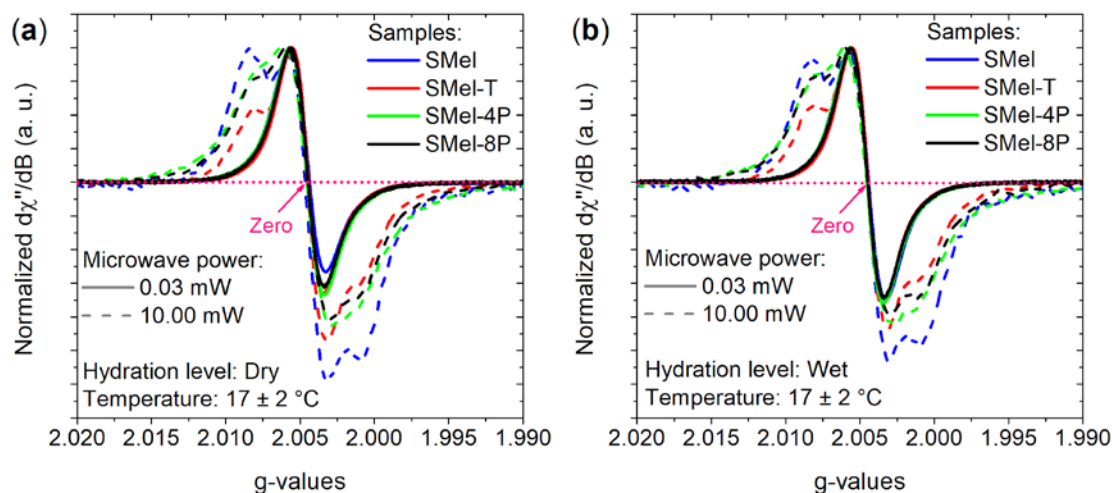 (a)
Samples:
SMel
SMel-T
SMel-4P
SMel-8P
Zero
Microwave power:
0.03 mW
10.00 mW
Hydration level: Dry
Temperature: 17 ± 2 °C
Normalized dχ''/dB (a. u.)
2.020 2.015 2.010 2.005 2.000 1.995 1.990
g-values
(b)
Samples:
SMel
SMel-T
SMel-4P
SMel-8P
Zero
Microwave power:
0.03 mW
10.00 mW
Hydration level: Wet
Temperature: 17 ± 2 °C
Normalized dχ''/dB (a. u.)
2.020 2.015 2.010 2.005 2.000 1.995 1.990
g-values